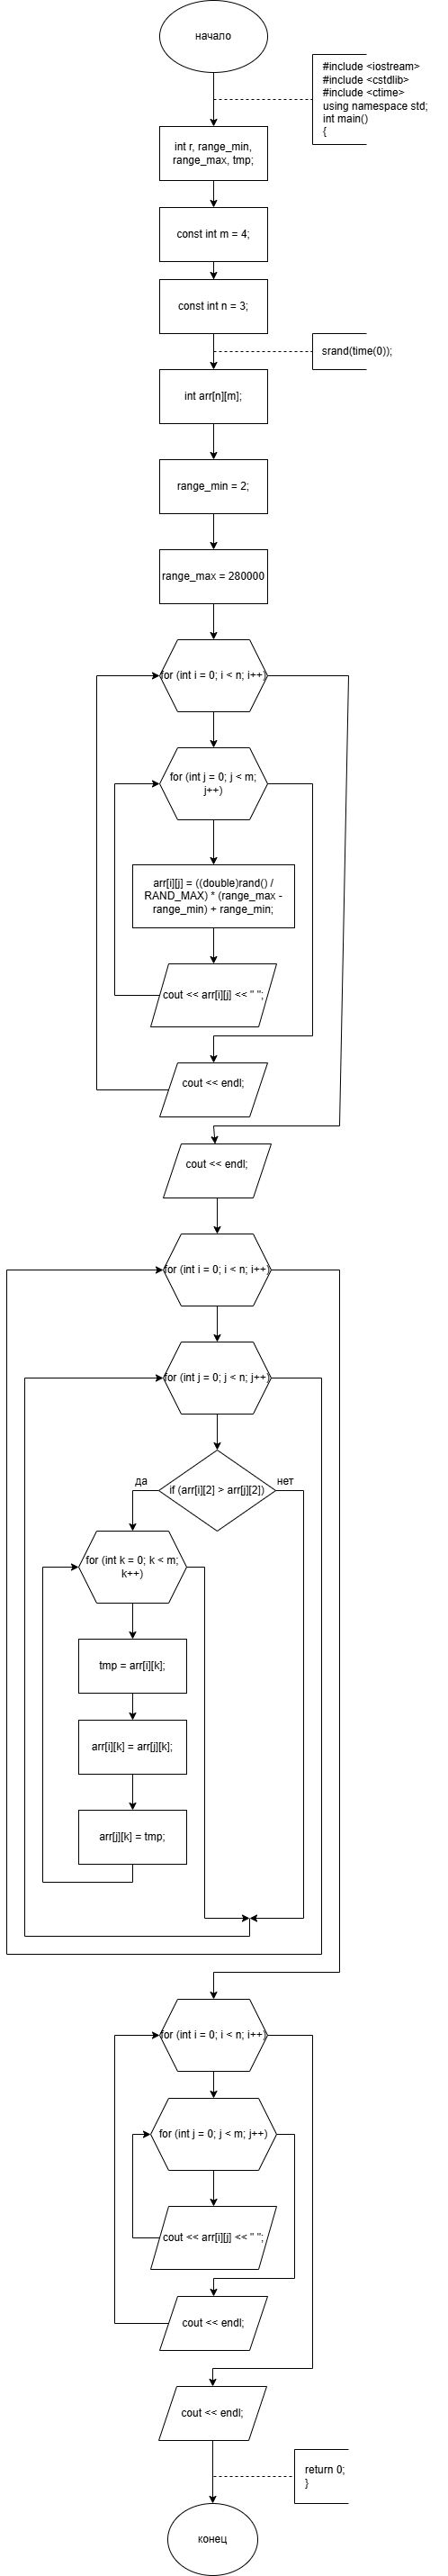 начало
#include <iostream>
#include <cstdlib>
#include <ctime>
using namespace std;
int main()
{
int r, range_min,
range_max, tmp;
const int m = 4;
const int n = 3;
srand(time(0));
int arr[n][m];
range_min = 2;
range_max = 280000
for (int i = 0; i < n; i++)
for (int j = 0; j < m;
j++)
arr[i][j] = ((double)rand() /
RAND_MAX) * (range_max -
range_min) + range_min;
cout << arr[i][j] << " ";
cout << endl;
cout << endl;
for (int i = 0; i < n; i++)
for (int j = 0; j < n; j++)
if (arr[i][2] > arr[j][2])
да
нет
for (int k = 0; k < m;
k++)
tmp = arr[i][k];
arr[i][k] = arr[j][k];
arr[j][k] = tmp;
for (int i = 0; i < n; i++)
for (int j = 0; j < m; j++)
cout << arr[i][j] << " ";
cout << endl;
cout << endl;
return 0;
}
конец